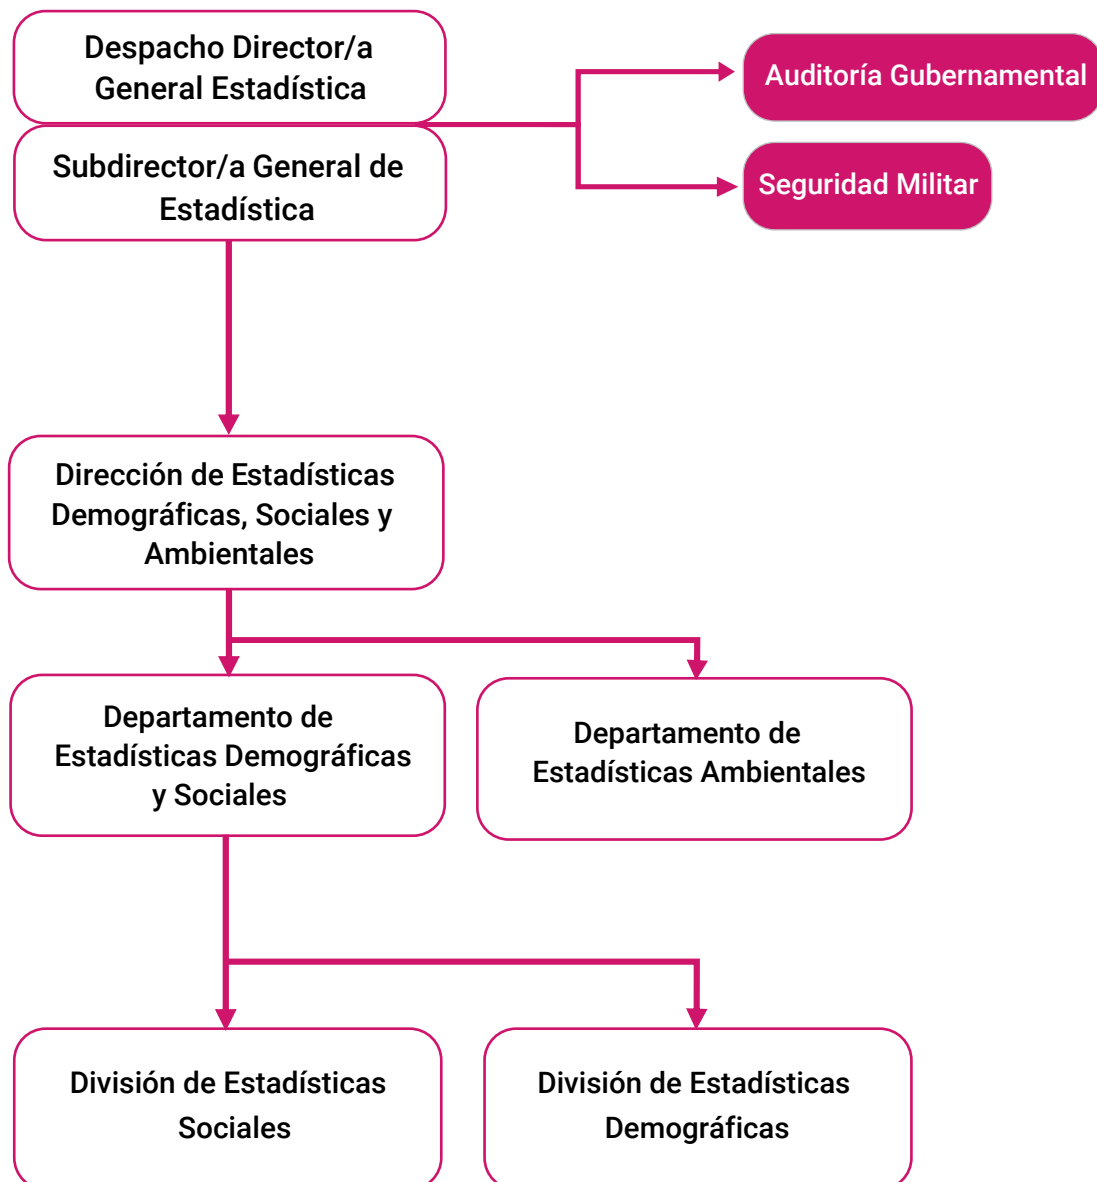 Despacho Director/a
General Estadística
Auditoría Gubernamental
Subdirector/a General de
Estadística
Seguridad Militar
Dirección de Estadísticas
Demográficas, Sociales y
Ambientales
Departamento de
Estadísticas Demográficas
y Sociales
Departamento de
Estadísticas Ambientales
División de Estadísticas
Sociales
División de Estadísticas
Demográficas